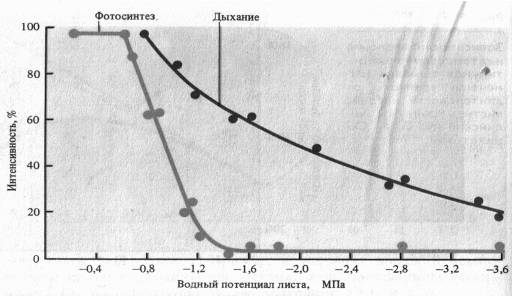 Фотосинтез.
Дыхание
100
80
60
40
20
0
Интенсивность, %
−0,4 −0,8 −1,2 −1,6 −2,0 −2,4 −2,8 −3,2 −3,6
Водный потенциал листа, МПа